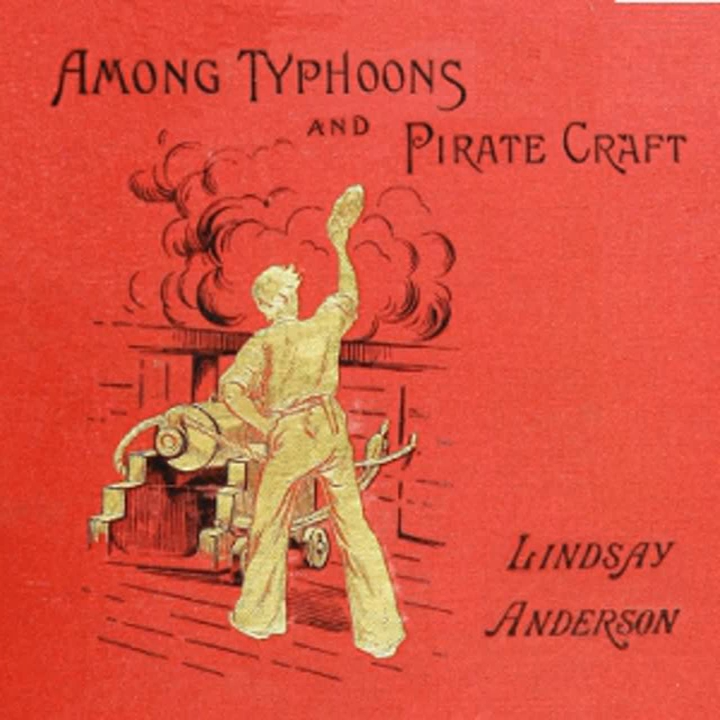 AMONG TYPHOONS
AND
PIRATE CRAFT
LINDSAY
ANDERSON